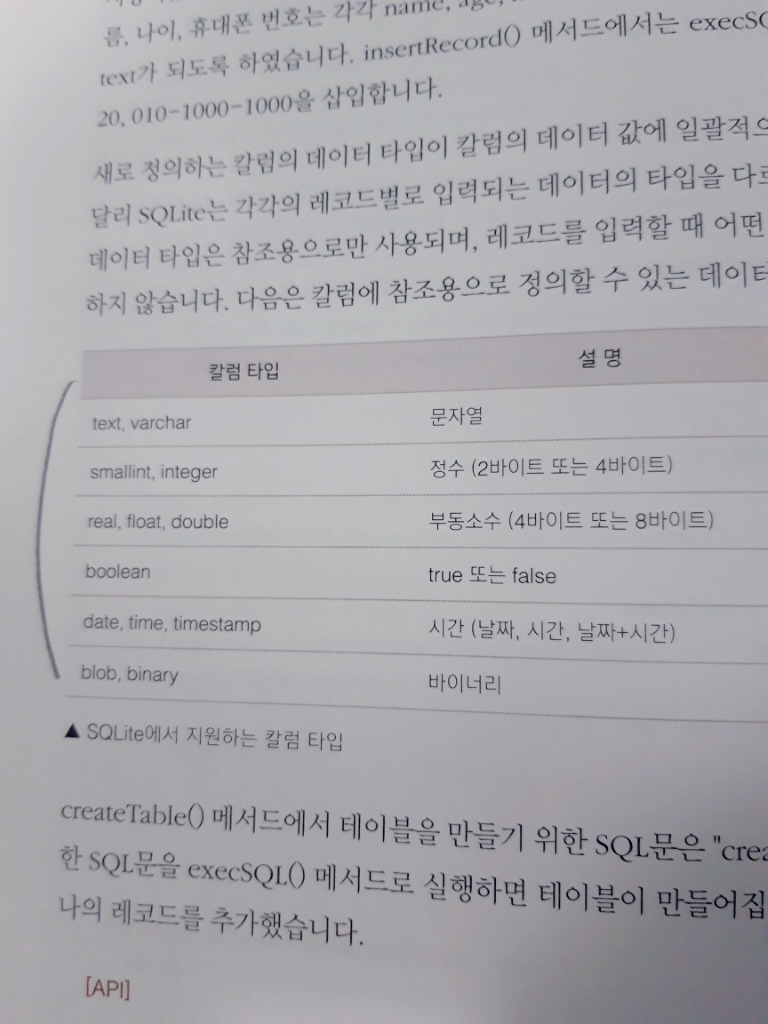 름, 나이, 휴대폰 번호는 각각 name, age,
text가 되도록 하였습니다. insertRecord() 메서드에서는 execSQ
20, 010-1000-1000을 삽입합니다.
새로 정의하는 칼럼의 데이터 타입이 칼럼의 데이터 값에 일괄적으
달리 SQLite는 각각의 레코드별로 입력되는 데이터의 타입을 다르
데이터 타입은 참조용으로만 사용되며, 레코드를 입력할 때 어떤
하지 않습니다. 다음은 칼럼에 참조용으로 정의할 수 있는 데이터
칼럼 타입 설 명
text, varchar 문자열
smallint, integer 정수 (2바이트 또는 4바이트)
real, float, double 부동소수 (4바이트 또는 8바이트)
boolean true 또는 false
date, time, timestamp 시간 (날짜, 시간, 날짜+시간)
blob, binary 바이너리
▲ SQLite에서 지원하는 칼럼 타입
createTable() 메서드에서 테이블을 만들기 위한 SQL문은 "crea
한 SQL문을 execSQL() 메서드로 실행하면 테이블이 만들어집
나의 레코드를 추가했습니다.
[API]